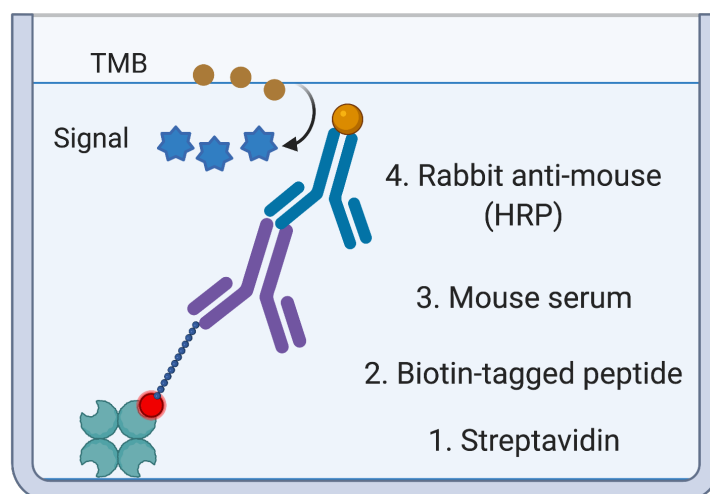 TMB
Signal
4. Rabbit anti-mouse
(HRP)
3. Mouse serum
2. Biotin-tagged peptide
1. Streptavidin